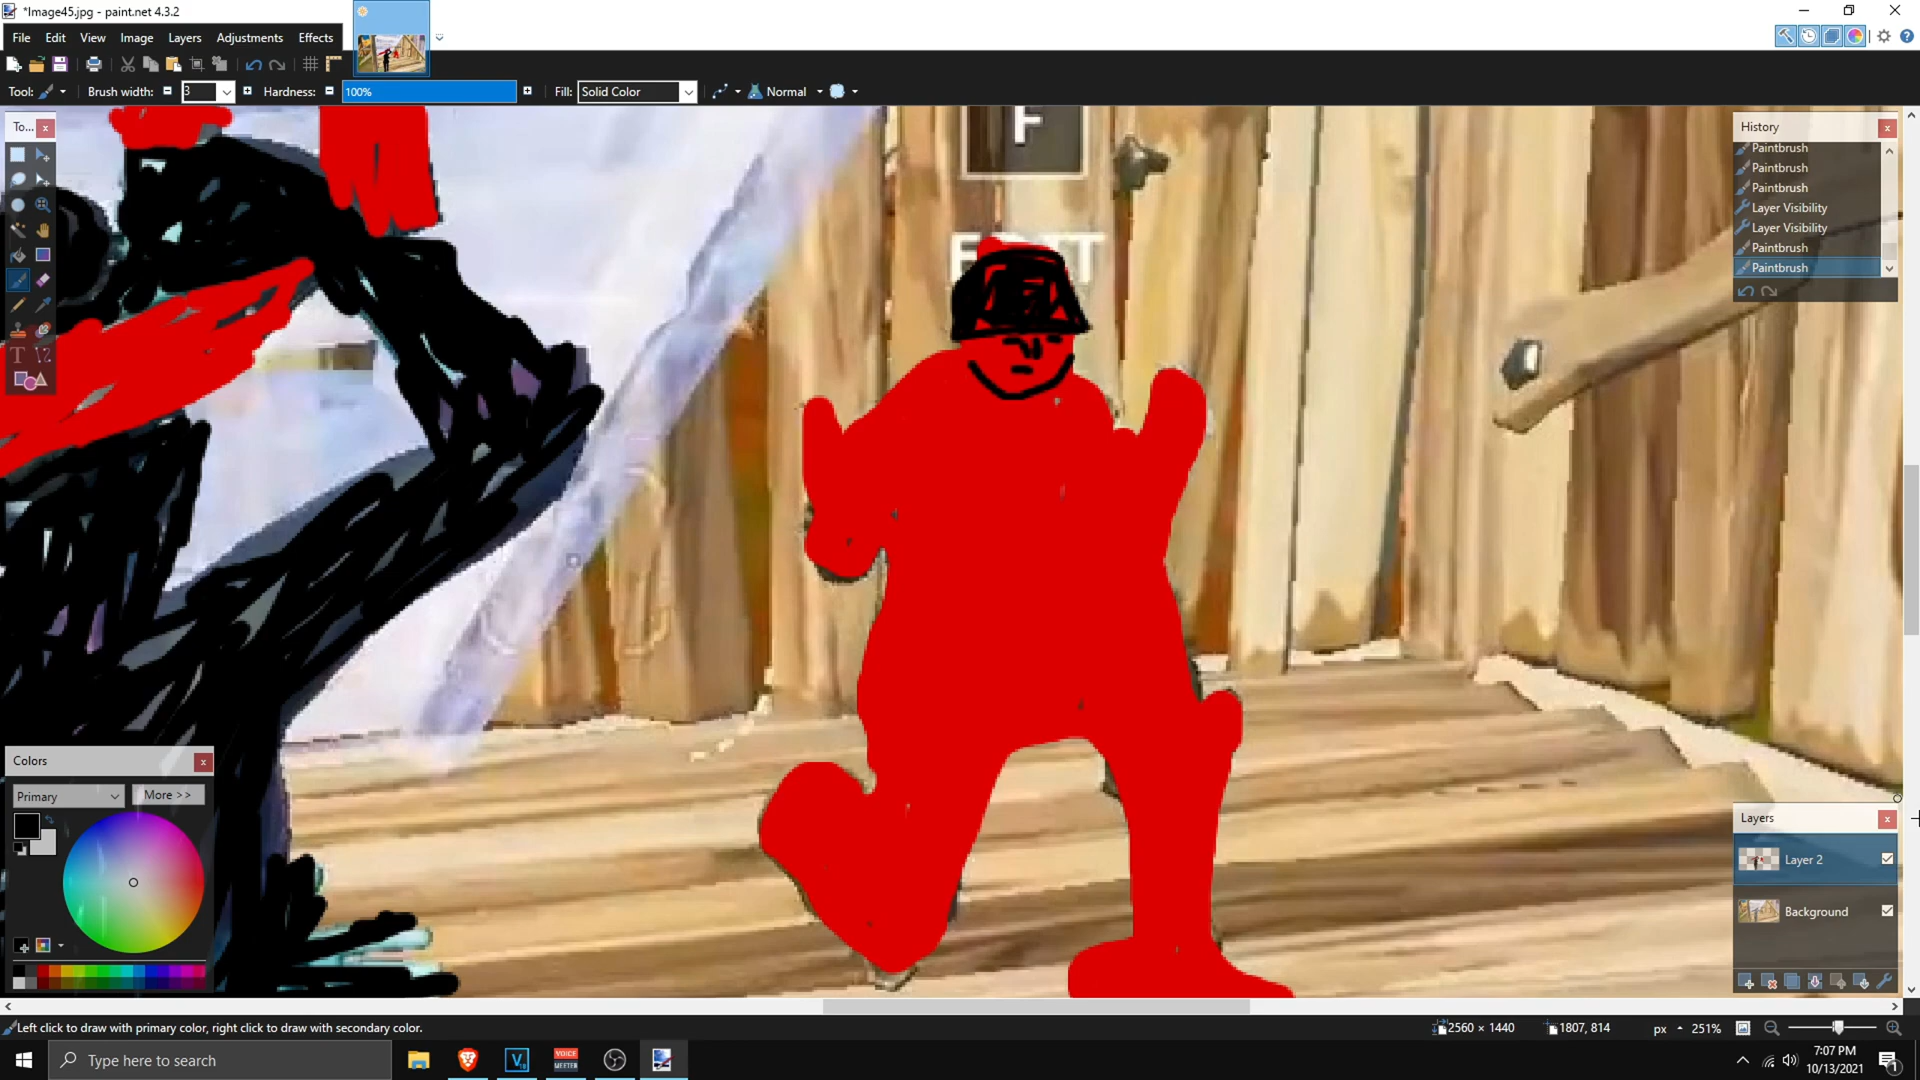 *Image45.jpg - paint.net 4.3.2
File Edit View Image Layers Adjustments Effects
Tool: Brush width: 3 Hardness: 100% Fill: Solid Color Normal
To...
F
History
Paintbrush
Paintbrush
Paintbrush
Layer Visibility
Layer Visibility
Paintbrush
Paintbrush
Colors
Primary More >>
Layers
Layer 2
Background
Left click to draw with primary color, right click to draw with secondary color.
2560 × 1440 1807, 814 px 251%
Type here to search
V
VOICE
MEETER
7:07 PM
10/13/2021
1